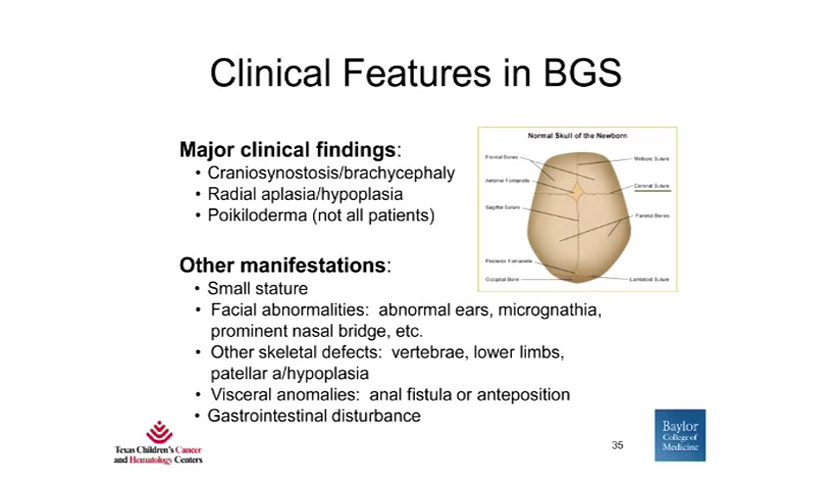 Clinical Features in BGS
Major clinical findings:
• Craniosynostosis/brachycephaly
• Radial aplasia/hypoplasia
• Poikiloderma (not all patients)
Normal Skull of the Newborn
Frontal Bones
Metopic Suture
Anterior Fontanelle
Coronal Suture
Sagittal Suture
Parietal Bones
Posterior Fontanelle
Occipital Bone
Lambdoid Suture
Other manifestations:
• Small stature
• Facial abnormalities: abnormal ears, micrognathia,
prominent nasal bridge, etc.
• Other skeletal defects: vertebrae, lower limbs,
patellar a/hypoplasia
• Visceral anomalies: anal fistula or anteposition
• Gastrointestinal disturbance
Texas Children's Cancer
and Hematology Centers
35
Baylor
College of
Medicine